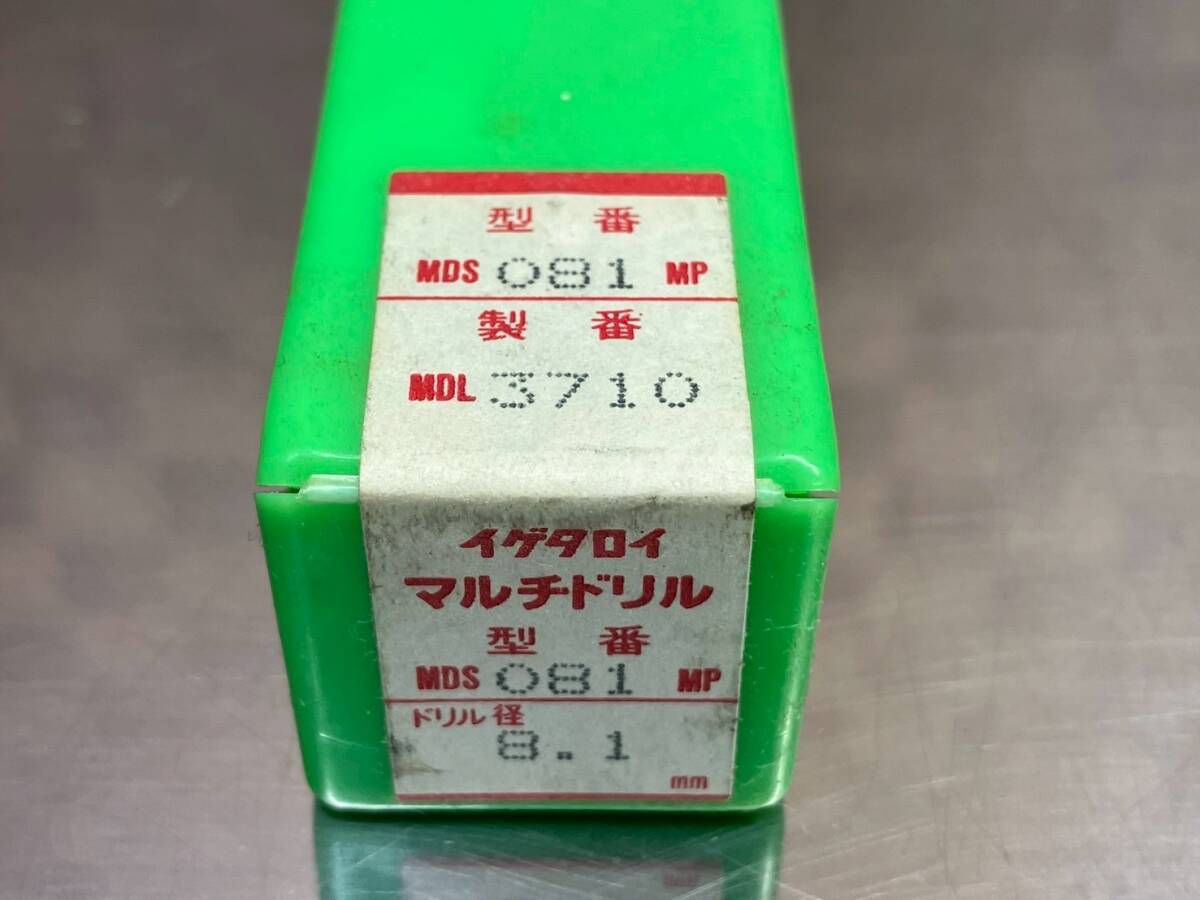 型番
MDS 081 MP
製番
MDL 3710
イゲタロイ
マルチドリル
型番
MDS 081 MP
ドリル径
8.1
mm